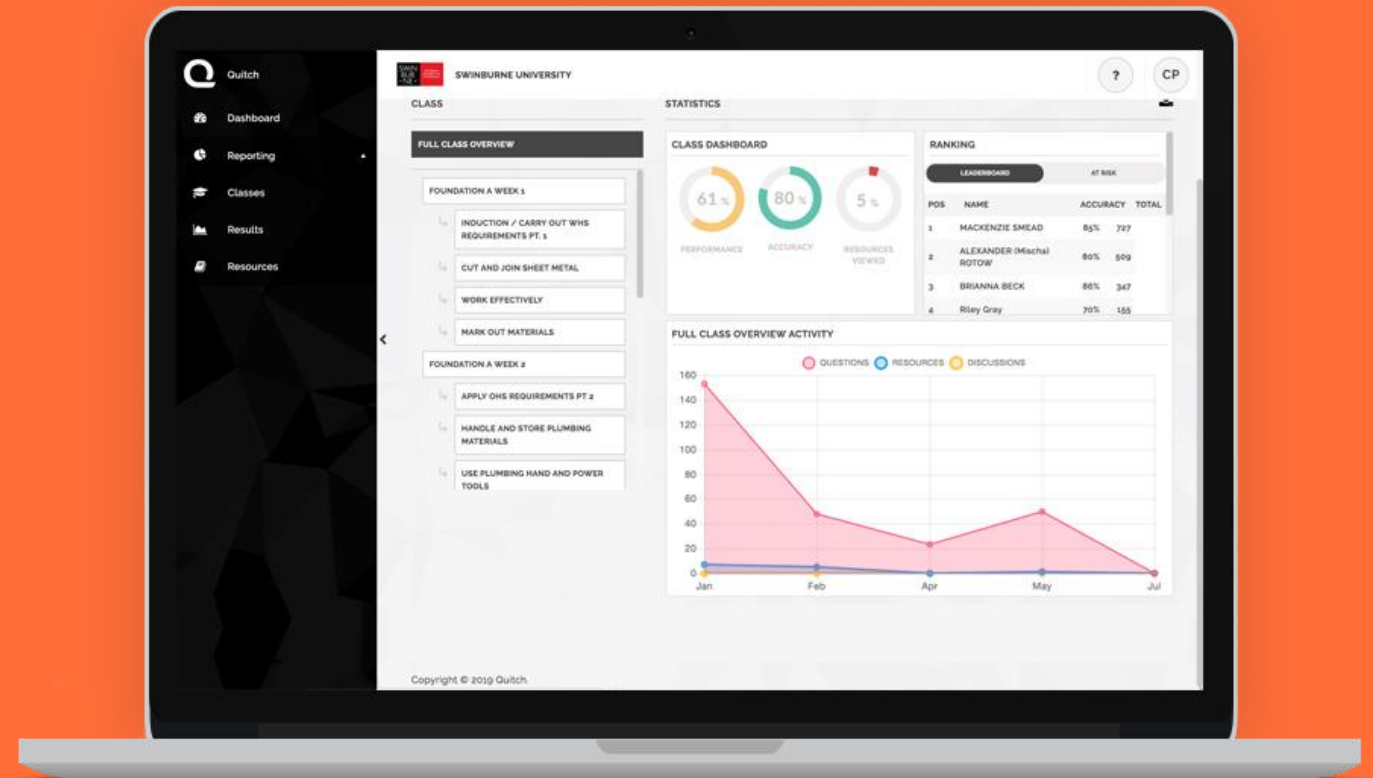 Quitch
Dashboard
Reporting
Classes
Results
Resources
SWIN
BUR
NE
SWINBURNE UNIVERSITY
?
CP
CLASS
FULL CLASS OVERVIEW
FOUNDATION A WEEK 1
INDUCTION / CARRY OUT WHS
REQUIREMENTS PT. 1
CUT AND JOIN SHEET METAL
WORK EFFECTIVELY
MARK OUT MATERIALS
FOUNDATION A WEEK 2
APPLY OHS REQUIREMENTS PT 2
HANDLE AND STORE PLUMBING
MATERIALS
USE PLUMBING HAND AND POWER
TOOLS
STATISTICS
CLASS DASHBOARD
61 %
80 %
5 %
PERFORMANCE
ACCURACY
RESOURCES
VIEWED
RANKING
LEADERBOARD
AT RISK
POS NAME ACCURACY TOTAL
1 MACKENZIE SMEAD 85% 727
2 ALEXANDER (Mischa)
ROTOW 80% 509
3 BRIANNA BECK 86% 347
4 Riley Gray 70% 155
FULL CLASS OVERVIEW ACTIVITY
QUESTIONS RESOURCES DISCUSSIONS
160
140
120
100
80
60
40
20
0
Jan Feb Apr May Jul
Copyright © 2019 Quitch.